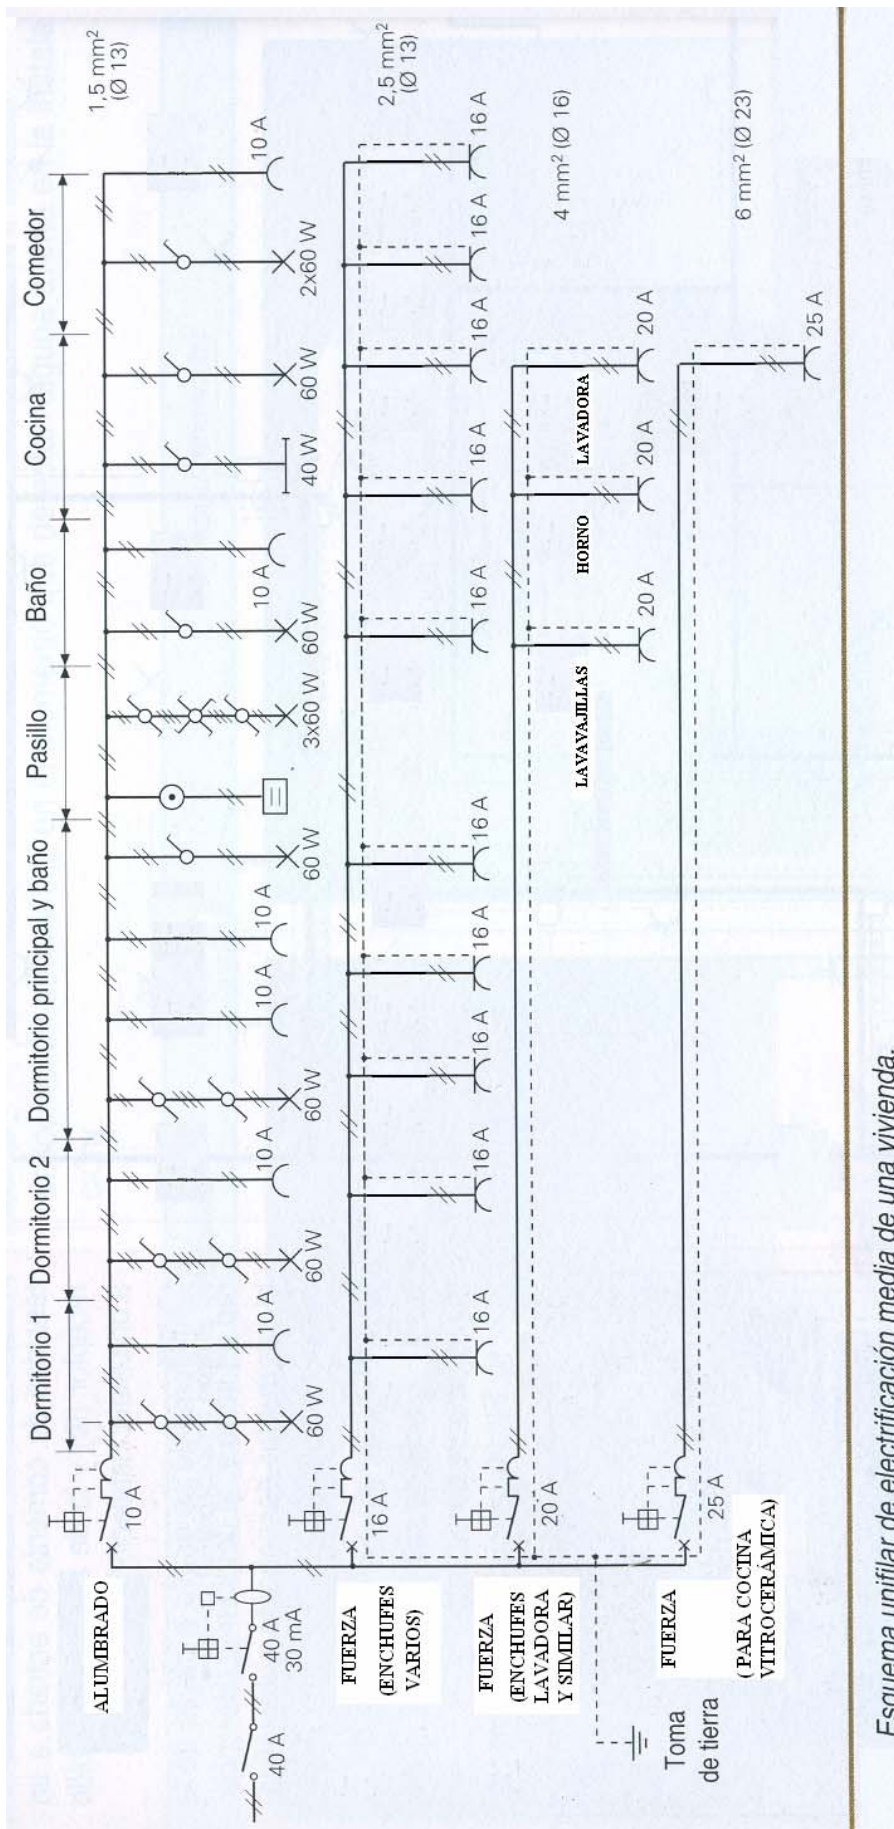 Dormitorio 1
Dormitorio 2
Dormitorio principal y baño
Pasillo
Baño
Cocina
Comedor
1,5 mm²
(Ø 13)
ALUMBRADO
10 A
60 W
10 A
60 W
10 A
60 W
10 A
10 A
60 W
3x60 W
60 W
10 A
40 W
60 W
2x60 W
10 A
40 A
40 A
30 mA
2,5 mm²
(Ø 13)
FUERZA
(ENCHUFES
VARIOS)
16 A
16 A
16 A
16 A
16 A
16 A
16 A
16 A
16 A
16 A
16 A
4 mm² (Ø 16)
FUERZA
(ENCHUFES
LAVADORA
Y SIMILAR)
20 A
LAVAVAJILLAS
20 A
HORNO
20 A
LAVADORA
20 A
6 mm² (Ø 23)
FUERZA
( PARA COCINA
VITROCERÁMICA)
25 A
25 A
Toma
de tierra
Esquema unifilar de electrificación media de una vivienda.